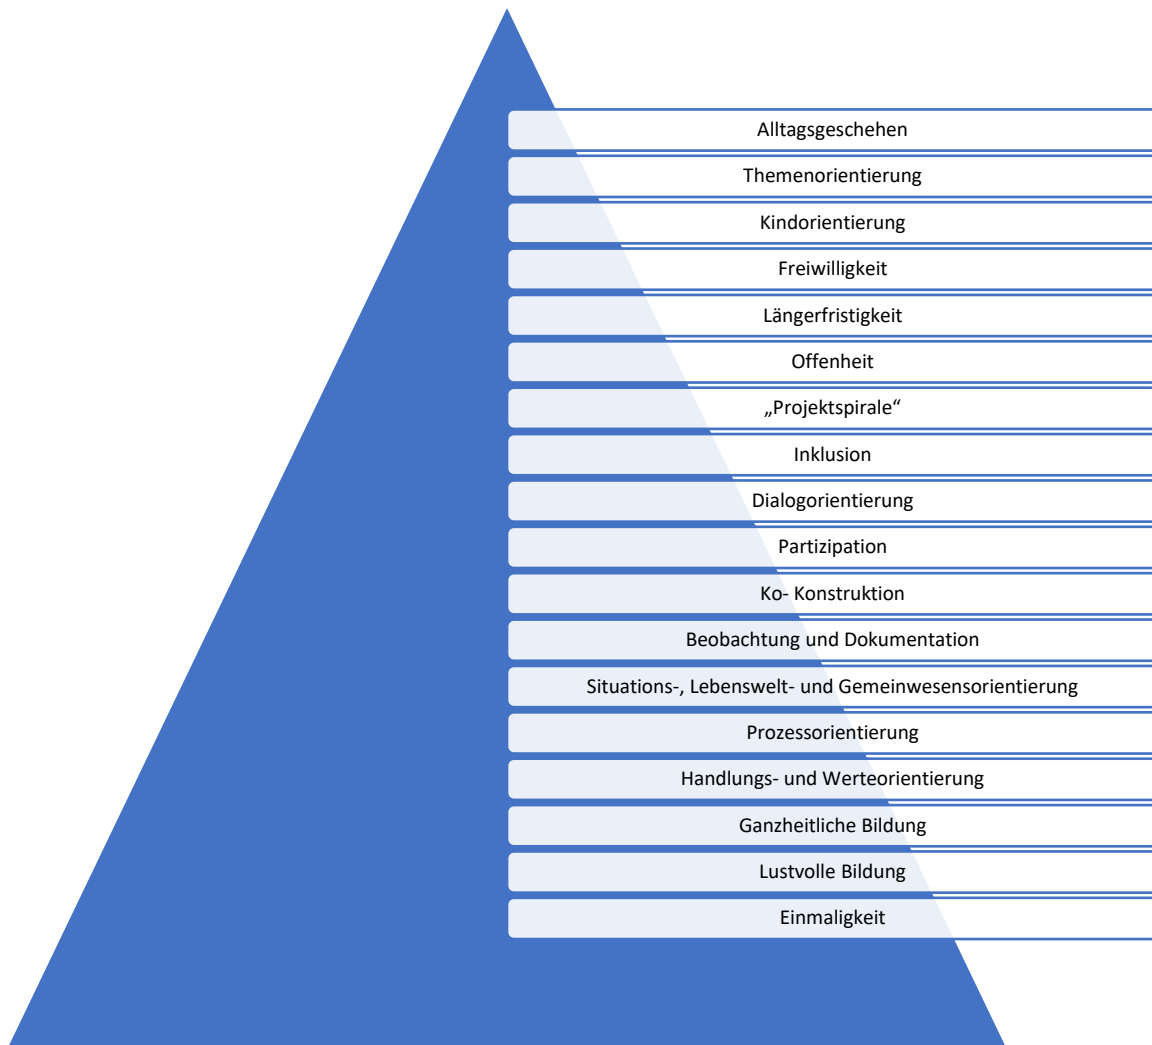 Alltagsgeschehen
Themenorientierung
Kindorientierung
Freiwilligkeit
Längerfristigkeit
Offenheit
„Projektspirale“
Inklusion
Dialogorientierung
Partizipation
Ko- Konstruktion
Beobachtung und Dokumentation
Situations-, Lebenswelt- und Gemeinwesensorientierung
Prozessorientierung
Handlungs- und Werteorientierung
Ganzheitliche Bildung
Lustvolle Bildung
Einmaligkeit